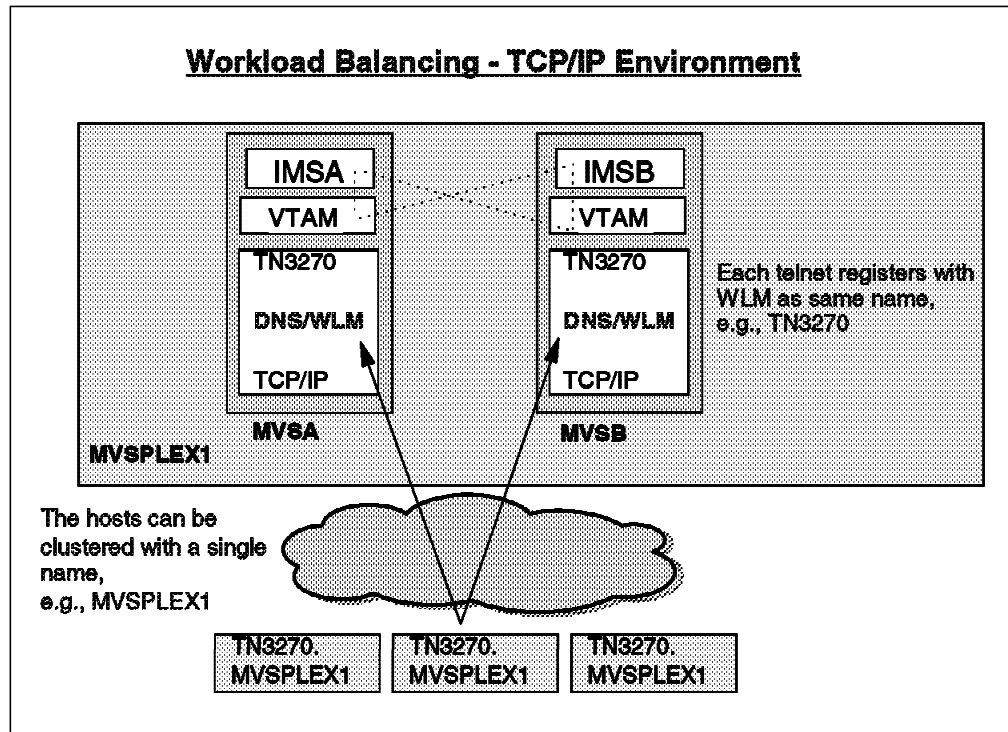 Workload Balancing - TCP/IP Environment
IMSA
VTAM
TN3270
DNS/WLM
TCP/IP
MVSA
IMSB
VTAM
TN3270
DNS/WLM
TCP/IP
MVSB
Each telnet registers with
WLM as same name,
e.g., TN3270
MVSPLEX1
The hosts can be
clustered with a single
name,
e.g., MVSPLEX1
TN3270.
MVSPLEX1
TN3270.
MVSPLEX1
TN3270.
MVSPLEX1